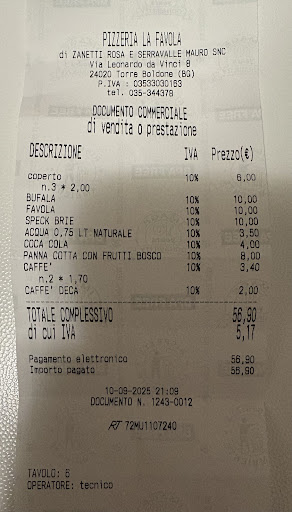 PIZZERIA LA FAVOLA
di ZANETTI ROSA E SERRAVALLE MAURO SNC
Via Leonardo da Vinci 8
24020 Torre Boldone (BG)
P.IVA : 03533030163
tel. 035-344378
DOCUMENTO COMMERCIALE
di vendita o prestazione
DESCRIZIONE IVA Prezzo(€)
coperto 10% 6,00
n.3 * 2,00
BUFALA 10% 10,00
FAVOLA 10% 10,00
SPECK BRIE 10% 10,00
ACQUA 0,75 LT NATURALE 10% 3,50
COCA COLA 10% 4,00
PANNA COTTA CON FRUTTI BOSCO 10% 8,00
CAFFE' 10% 3,40
n.2 * 1,70
CAFFE' DECA 10% 2,00
TOTALE COMPLESSIVO 56,90
di cui IVA 5,17
Pagamento elettronico 56,90
Importo pagato 56,90
10-09-2025 21:09
DOCUMENTO N. 1243-0012
RT 72MU1107240
TAVOLO: 6
OPERATORE: tecnico